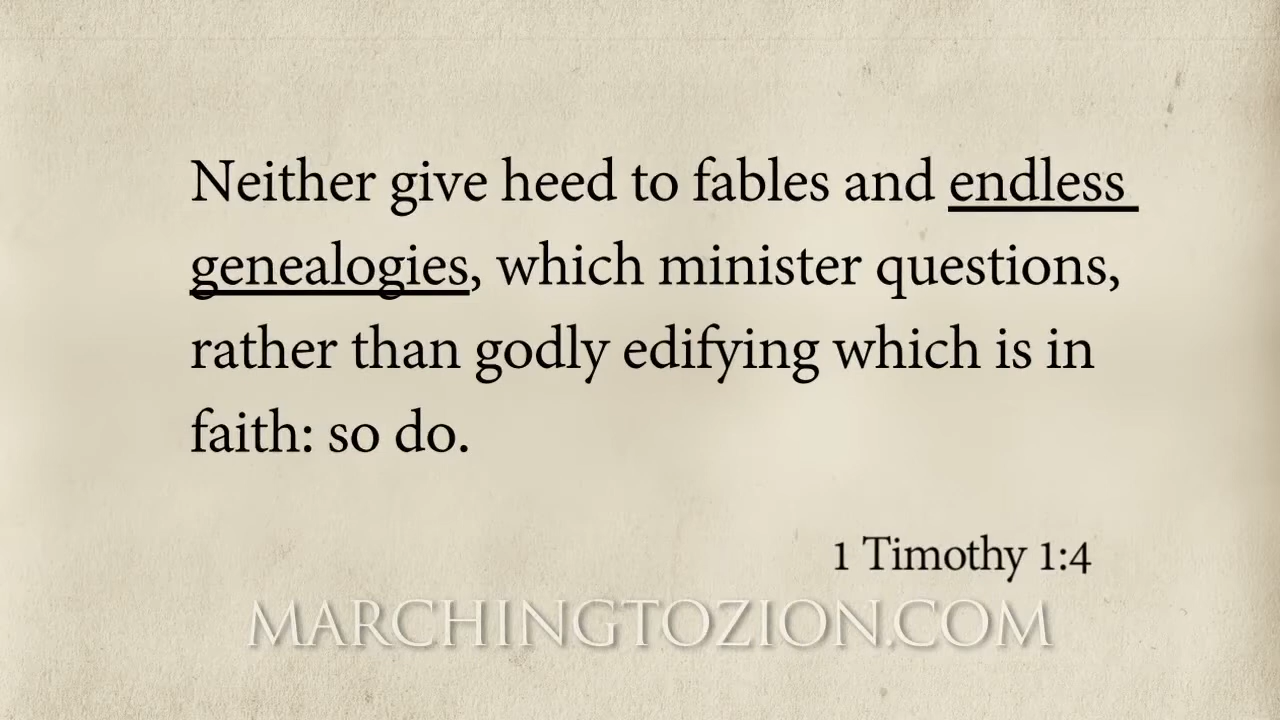 Neither give heed to fables and endless
genealogies, which minister questions,
rather than godly edifying which is in
faith: so do.
1 Timothy 1:4
MARCHINGTOZION.COM